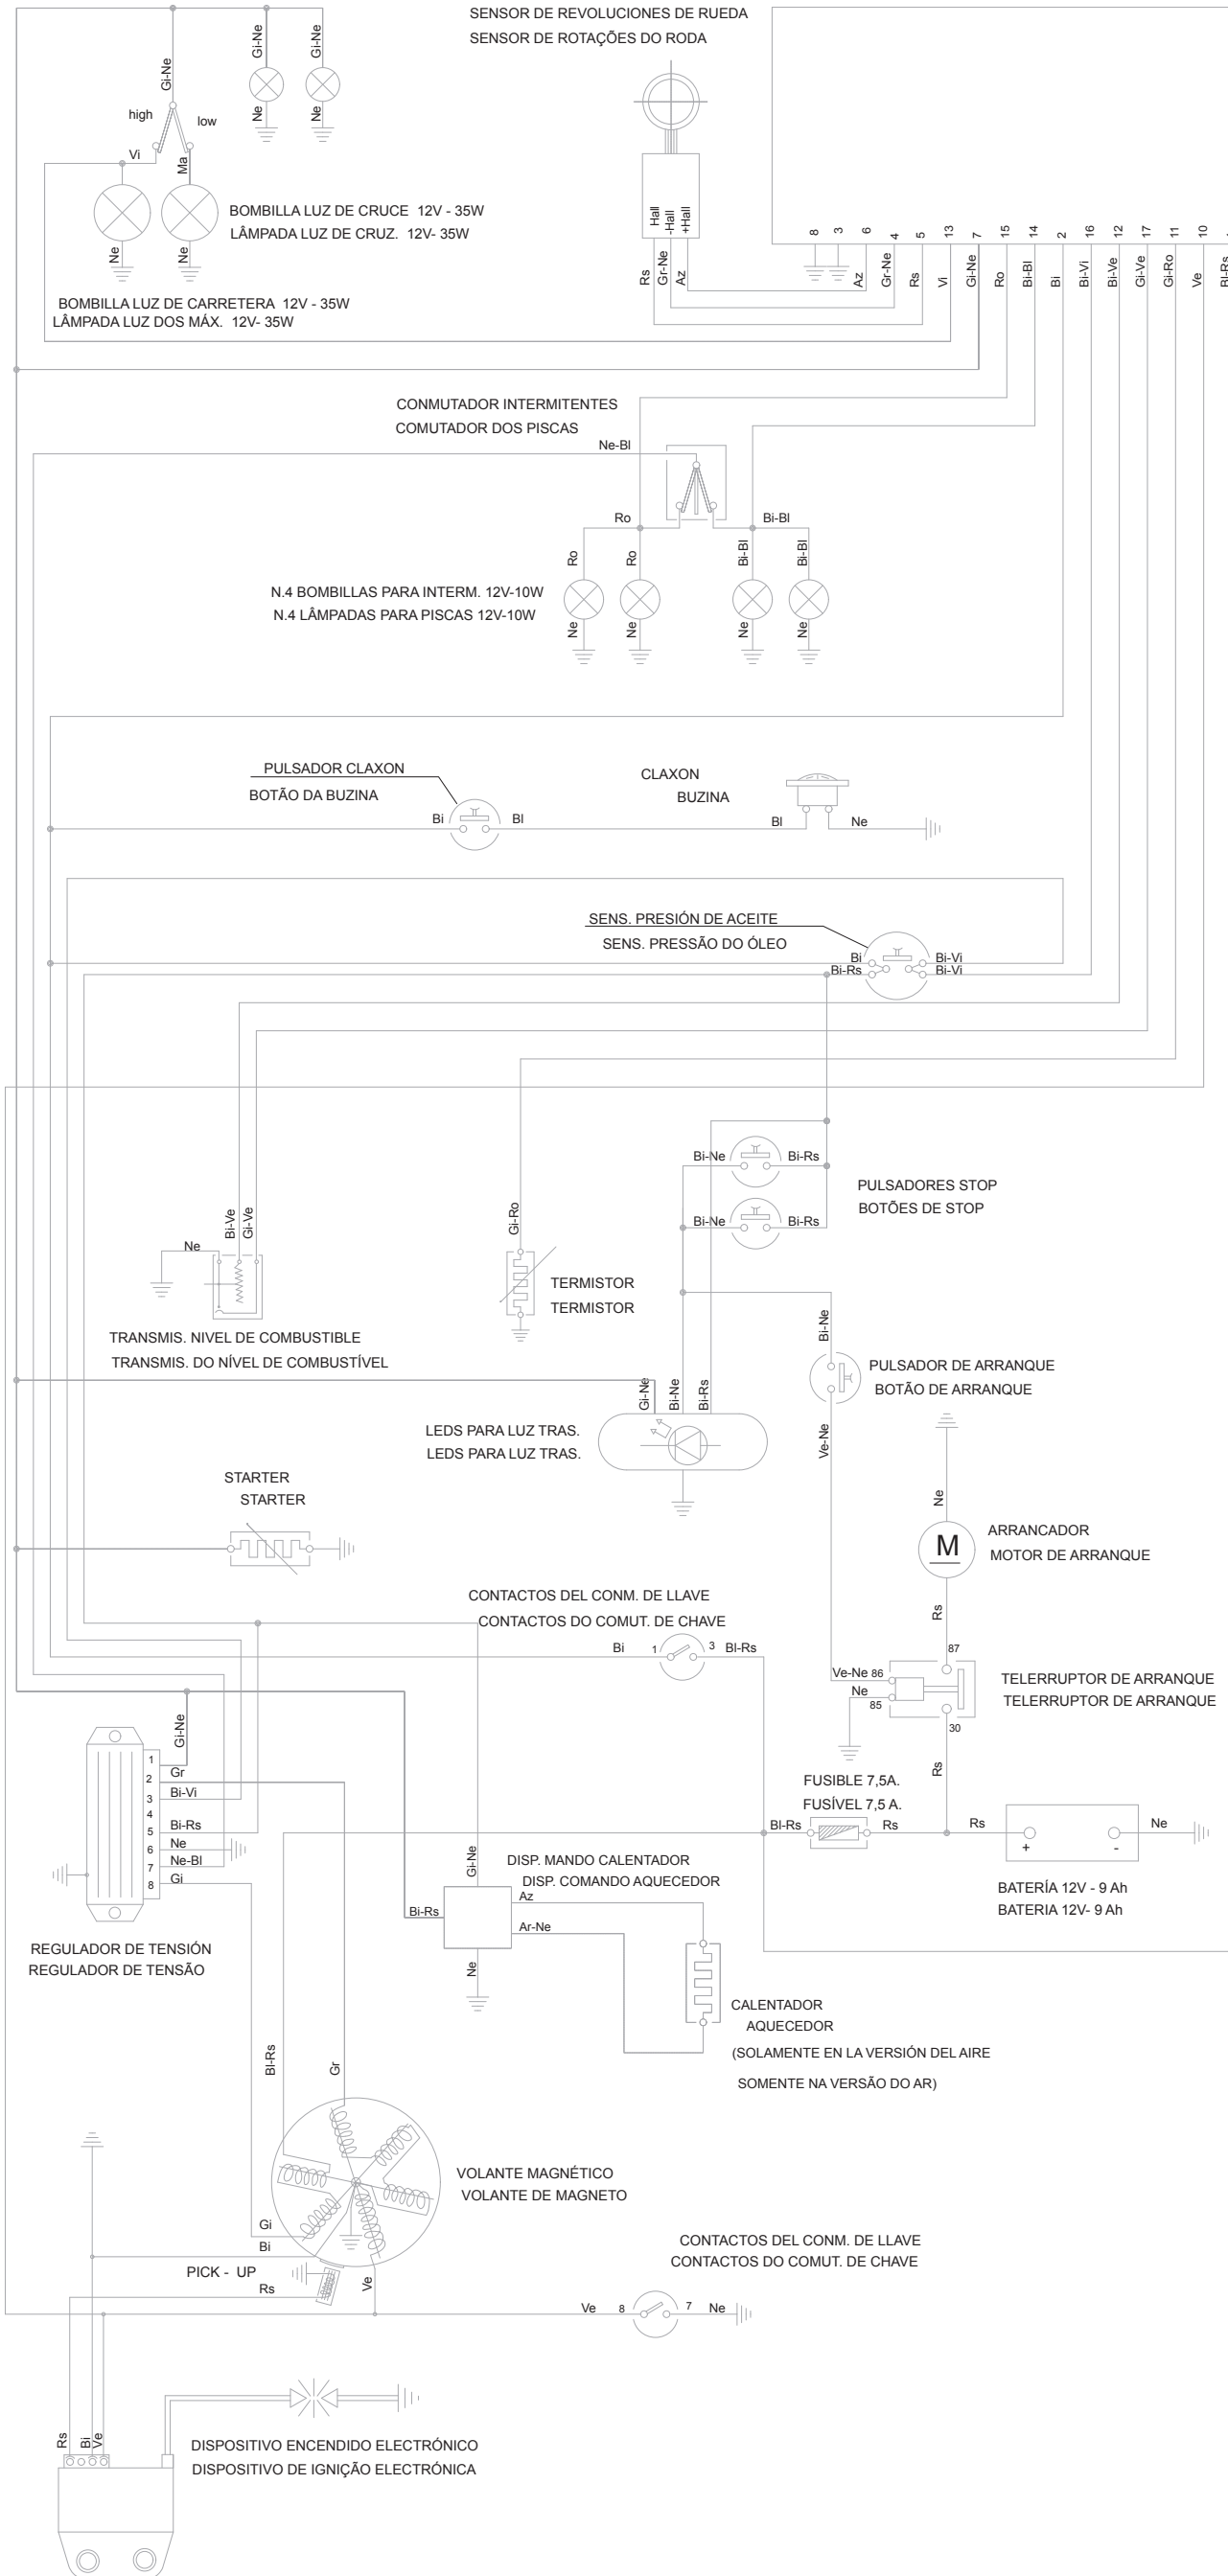 SENSOR DE REVOLUCIONES DE RUEDA
SENSOR DE ROTAÇÕES DO RODA
Gi-Ne
Gi-Ne
Gi-Ne
high
low
Ne
Ne
Vi
Ma
BOMBILLA LUZ DE CRUCE 12V - 35W
LÂMPADA LUZ DE CRUZ. 12V- 35W
Ne
Ne
BOMBILLA LUZ DE CARRETERA 12V - 35W
LÂMPADA LUZ DOS MÁX. 12V- 35W
Hall
-Hall
+Hall
Rs
Gr-Ne
Az
8
3
6
4
5
13
7
15
14
2
16
12
17
11
10
Az
Gr-Ne
Rs
Vi
Gi-Ne
Ro
Bi-Bl
Bi
Bi-Vi
Bi-Ve
Gi-Ve
Gi-Ro
Ve
Bl-Rs
CONMUTADOR INTERMITENTES
COMUTADOR DOS PISCAS
Ne-Bl
Ro
Bi-Bl
Ro
Ro
Bi-Bl
Bi-Bl
N.4 BOMBILLAS PARA INTERM. 12V-10W
N.4 LÂMPADAS PARA PISCAS 12V-10W
Ne
Ne
Ne
Ne
PULSADOR CLAXON
BOTÃO DA BUZINA
CLAXON
BUZINA
Bi
Bl
Bl
Ne
SENS. PRESIÓN DE ACEITE
SENS. PRESSÃO DO ÓLEO
Bi
Bi-Rs
Bi-Vi
Bi-Vi
Bi-Ne
Bi-Rs
PULSADORES STOP
BOTÕES DE STOP
Bi-Ne
Bi-Rs
Bi-Ve
Gi-Ve
Ne
Gi-Ro
TERMISTOR
TERMISTOR
TRANSMIS. NIVEL DE COMBUSTIBLE
TRANSMIS. DO NÍVEL DE COMBUSTÍVEL
Bi-Ne
PULSADOR DE ARRANQUE
BOTÃO DE ARRANQUE
Gi-Ne
Bi-Ne
Bi-Rs
LEDS PARA LUZ TRAS.
LEDS PARA LUZ TRAS.
Ve-Ne
STARTER
STARTER
Ne
M
ARRANCADOR
MOTOR DE ARRANQUE
Rs
CONTACTOS DEL CONM. DE LLAVE
CONTACTOS DO COMUT. DE CHAVE
Bi
1
3
Bl-Rs
87
Ve-Ne
86
Ne
85
30
TELERRUPTOR DE ARRANQUE
TELERRUPTOR DE ARRANQUE
Gi-Ne
1
2
3
4
5
6
7
8
Gr
Bi-Vi
Bi-Rs
Ne
Ne-Bl
Gi
Rs
FUSIBLE 7,5A.
FUSÍVEL 7,5 A.
Bl-Rs
Rs
Rs
+
-
Ne
BATERÍA 12V - 9 Ah
BATERIA 12V- 9 Ah
Gi-Ne
DISP. MANDO CALENTADOR
DISP. COMANDO AQUECEDOR
Bi-Rs
Az
Ar-Ne
Ne
REGULADOR DE TENSIÓN
REGULADOR DE TENSÃO
CALENTADOR
AQUECEDOR
(SOLAMENTE EN LA VERSIÓN DEL AIRE
SOMENTE NA VERSÃO DO AR)
Bl-Rs
Gr
VOLANTE MAGNÉTICO
VOLANTE DE MAGNETO
Gi
Bi
PICK - UP
Rs
Ve
CONTACTOS DEL CONM. DE LLAVE
CONTACTOS DO COMUT. DE CHAVE
Ve
8
7
Ne
Rs
Bi
Ve
DISPOSITIVO ENCENDIDO ELECTRÓNICO
DISPOSITIVO DE IGNIÇÃO ELECTRÓNICA